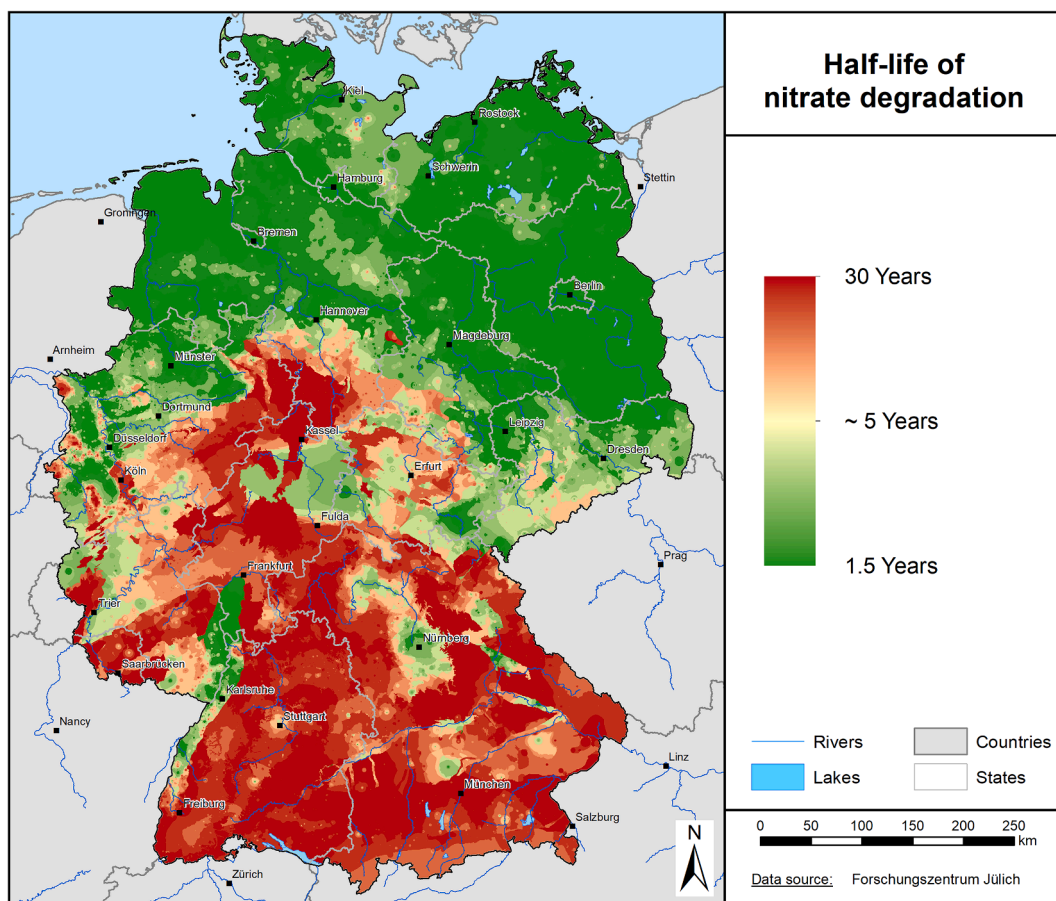 Half-life of
nitrate degradation
30 Years
~ 5 Years
1.5 Years
Rivers
Countries
Lakes
States
0 50 100 150 200 250
km
Data source: Forschungszentrum Jülich
N
Kiel
Rostock
Schwerin
Stettin
Hamburg
Groningen
Bremen
Berlin
Hannover
Magdeburg
Arnheim
Münster
Dortmund
Leipzig
Düsseldorf
Kassel
Dresden
Köln
Erfurt
Fulda
Prag
Frankfurt
Trier
Nürnberg
Saarbrücken
Karlsruhe
Nancy
Stuttgart
Linz
München
Freiburg
Salzburg
Zürich